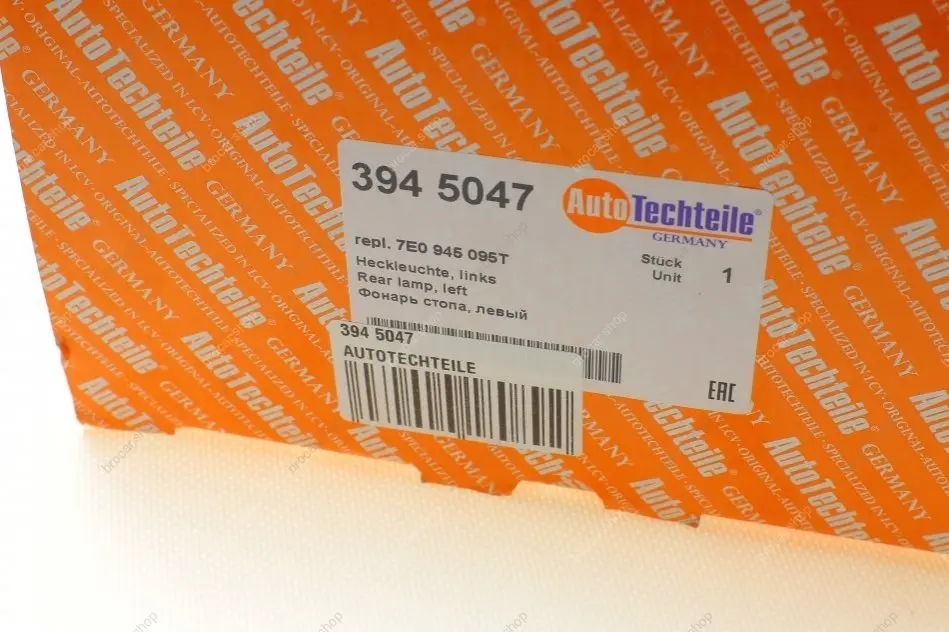 394 5047
AutoTechteile®
GERMANY
repl. 7E0 945 095T
Heckleuchte, links
Rear lamp, left
Фонарь стопа, левый
Stück
Unit
1
394 5047
AUTOTECHTEILE
EAC
AutoTechteile
GERMANY
SPECIALIZED IN LCV
ORIGINAL
brocarshop